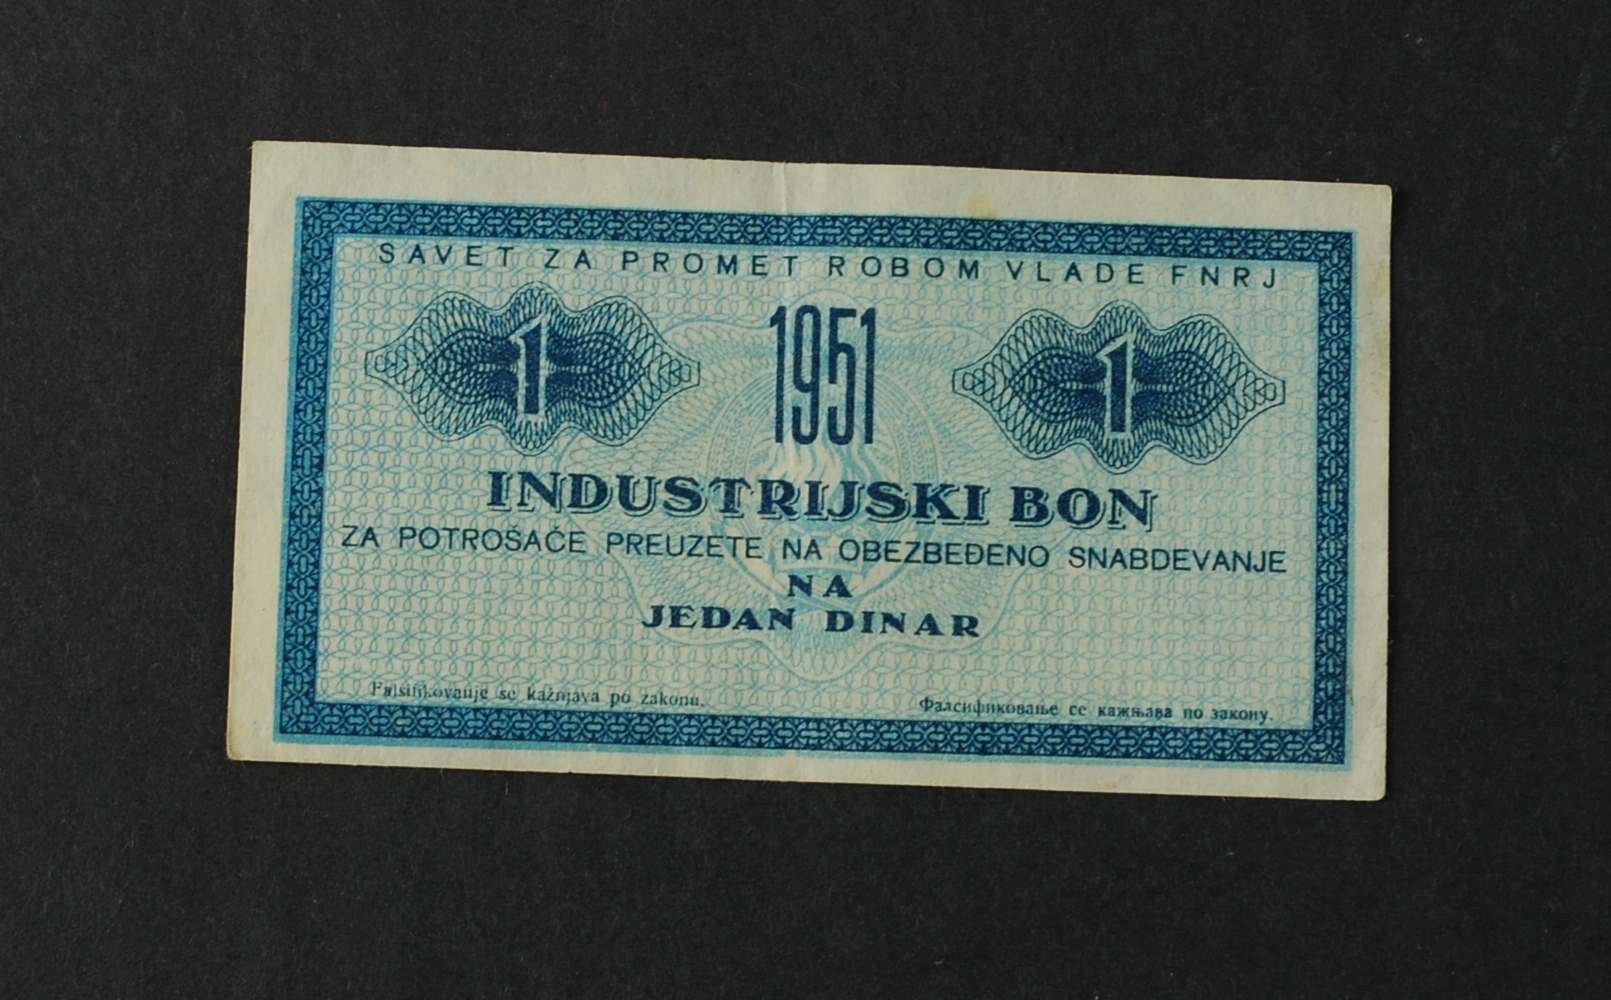 SAVET ZA PROMET ROBOM VLADE FNRJ
1 1951 1
INDUSTRIJSKI BON
ZA POTROŠAČE PREUZETE NA OBEZBEĐENO SNABDEVANJE
NA
JEDAN DINAR
Falsifikovanje se kažnjava po zakonu. Фалсификовање се кажњава по закону.